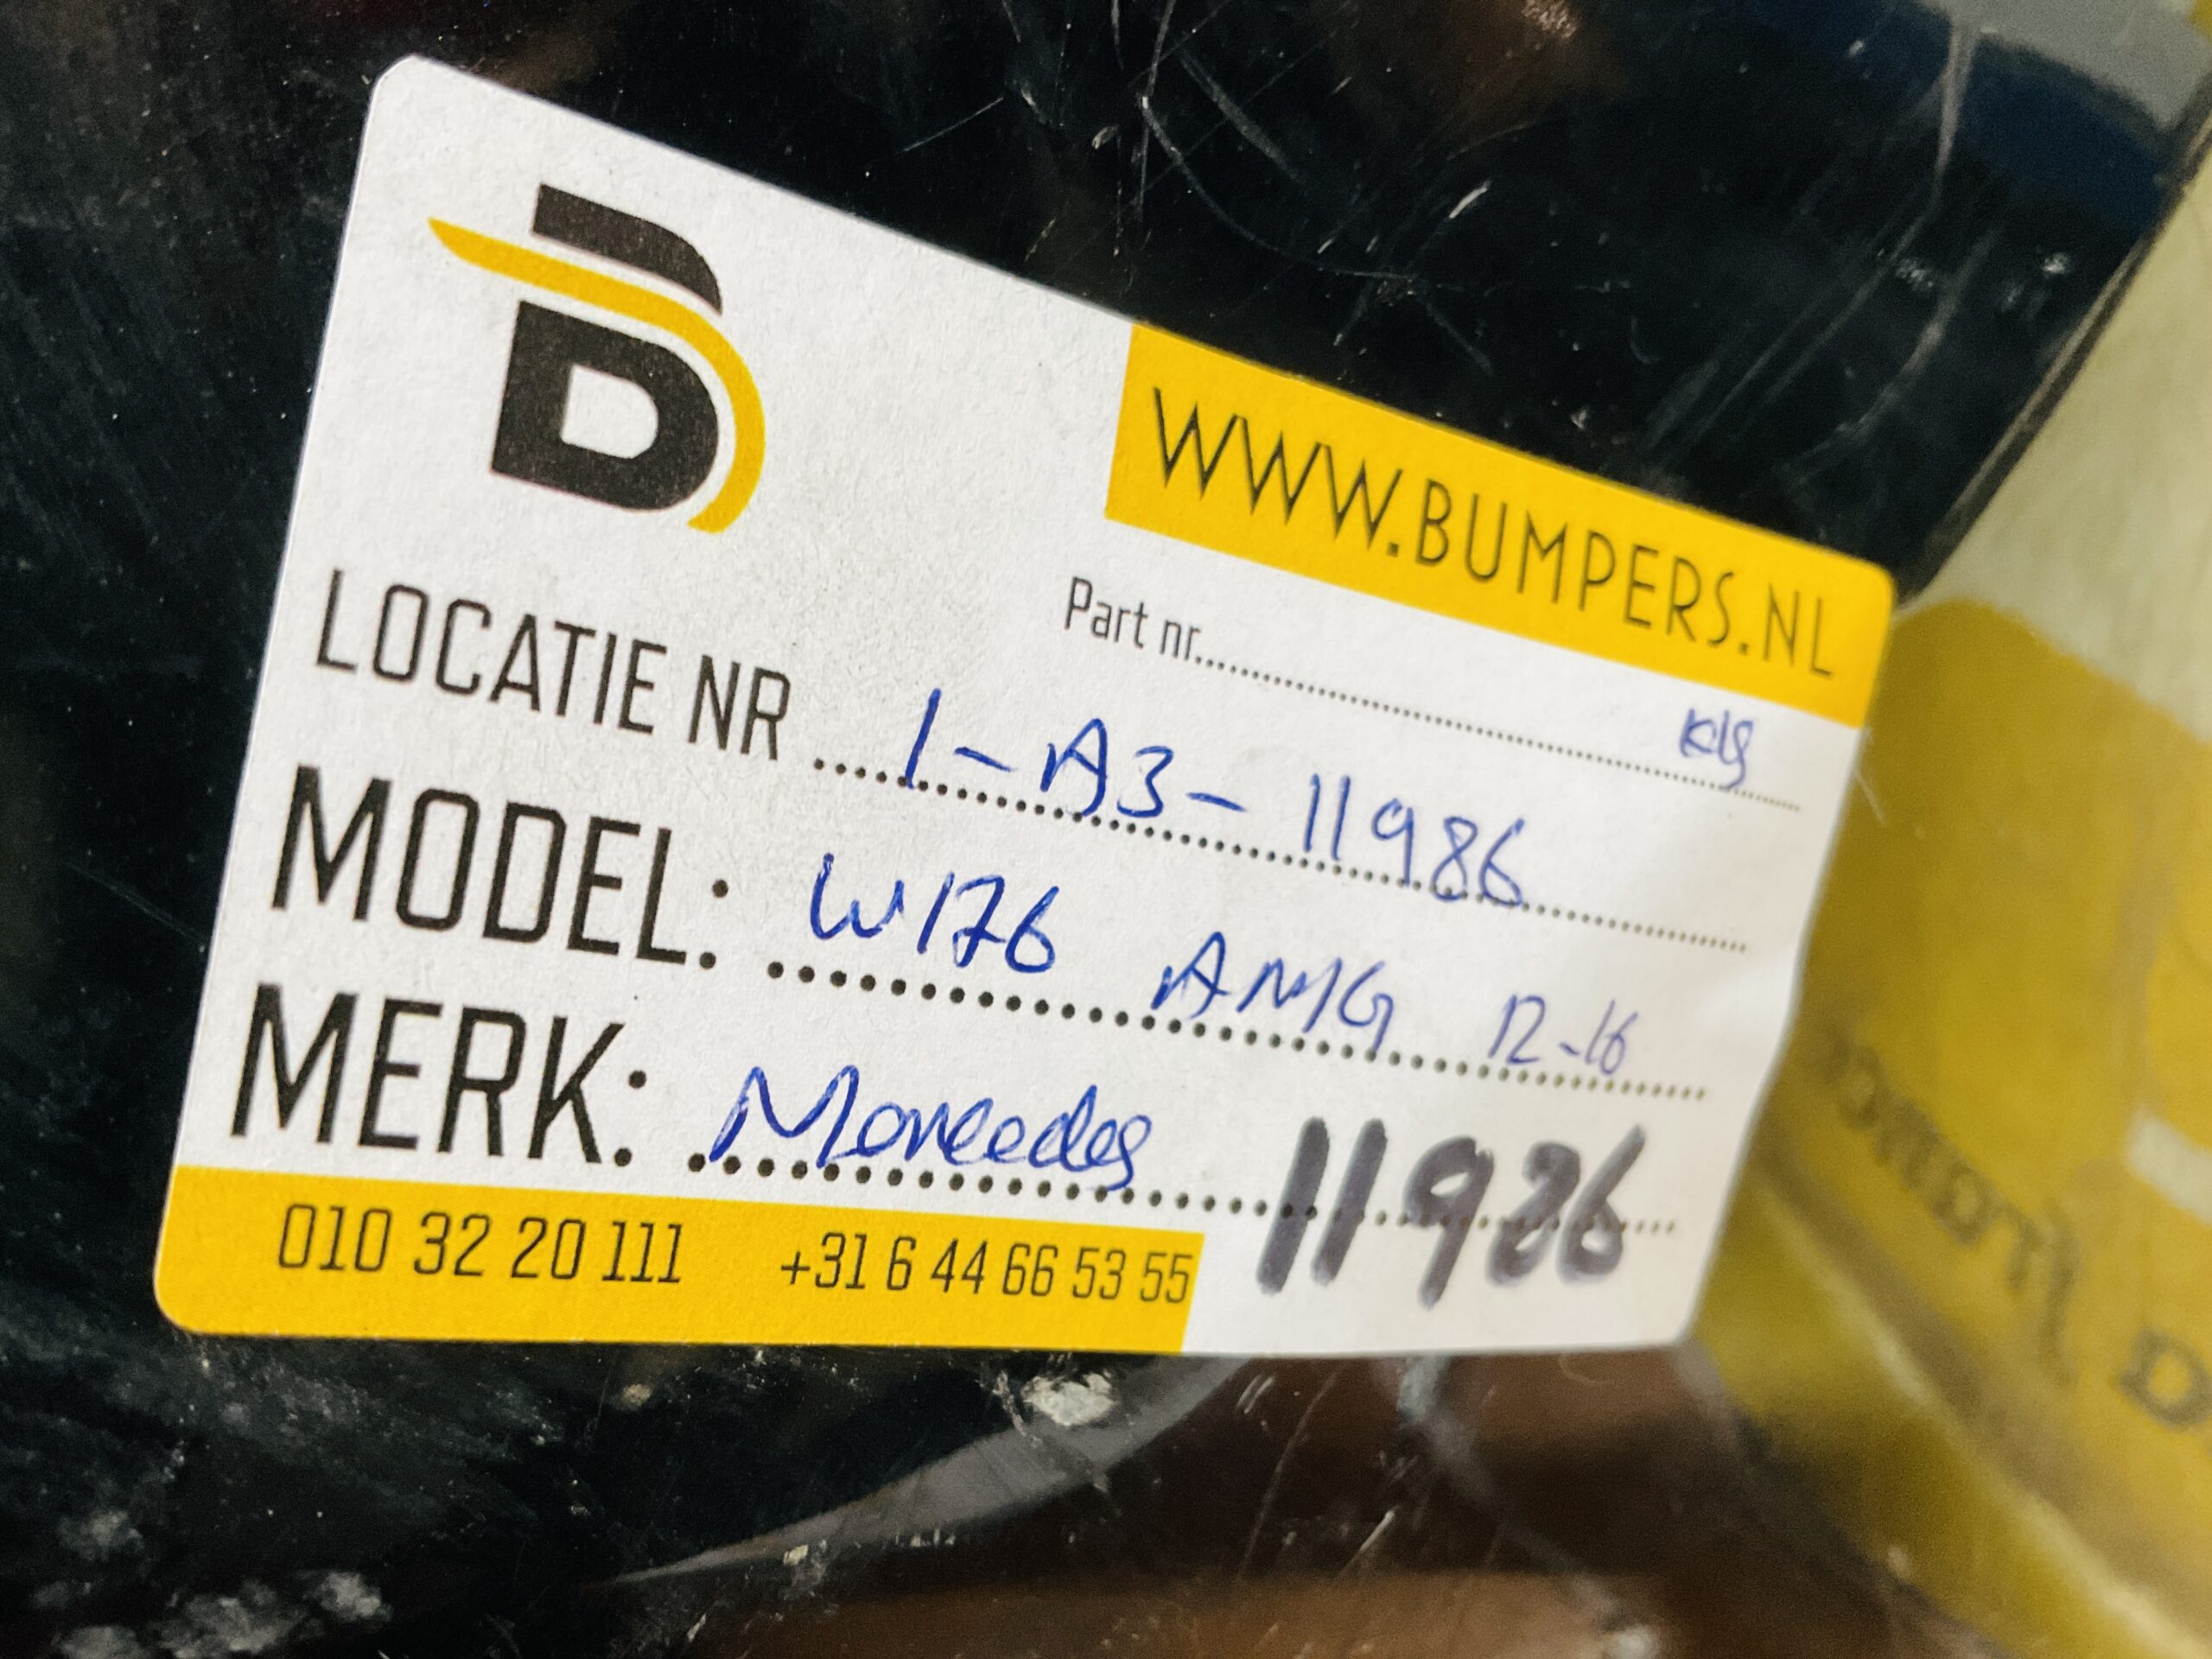 B
WWW.BUMPERS.NL
Part nr..........
LOCATIE NR ..... 1-A3-11986
MODEL: W176 AMG 12-16
MERK: Mercedes
11986
010 32 20 111 +31 6 44 66 53 55